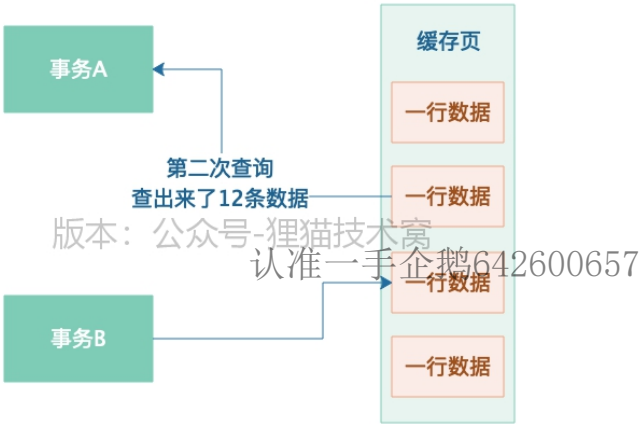 缓存页
事务A
一行数据
第二次查询
查出来了12条数据
一行数据
版本：公众号-狸猫技术窝
认准一手企鹅642600657
一行数据
事务B
一行数据